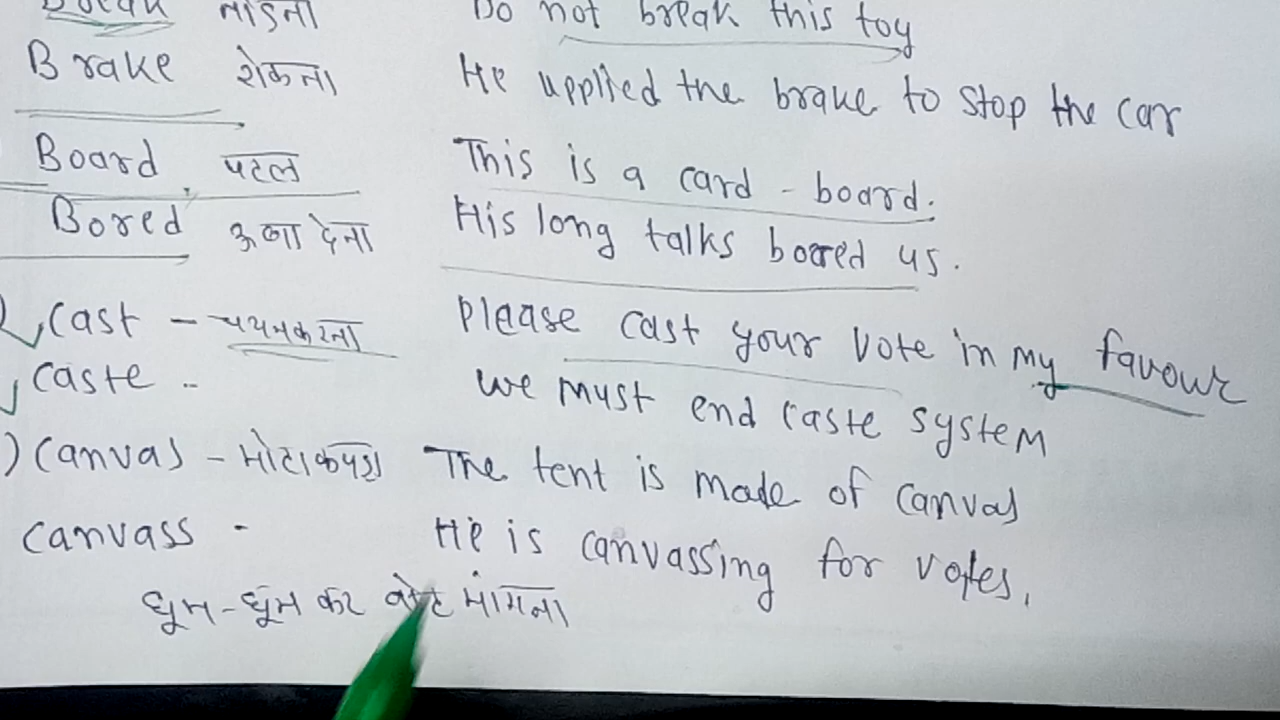 Break तोडना Do not break this toy
Brake रोकना He applied the brake to stop the car
Board पटल This is a card - board.
Bored ऊबा देना His long talks bored us.
Cast - चयनकरना Please cast your vote in my favour
Caste .. We must end caste system
) Canvas - मोटाकपड़ा The tent is made of canvas
Canvass - He is canvassing for votes.
घूम-घूम कर वोट मांगना